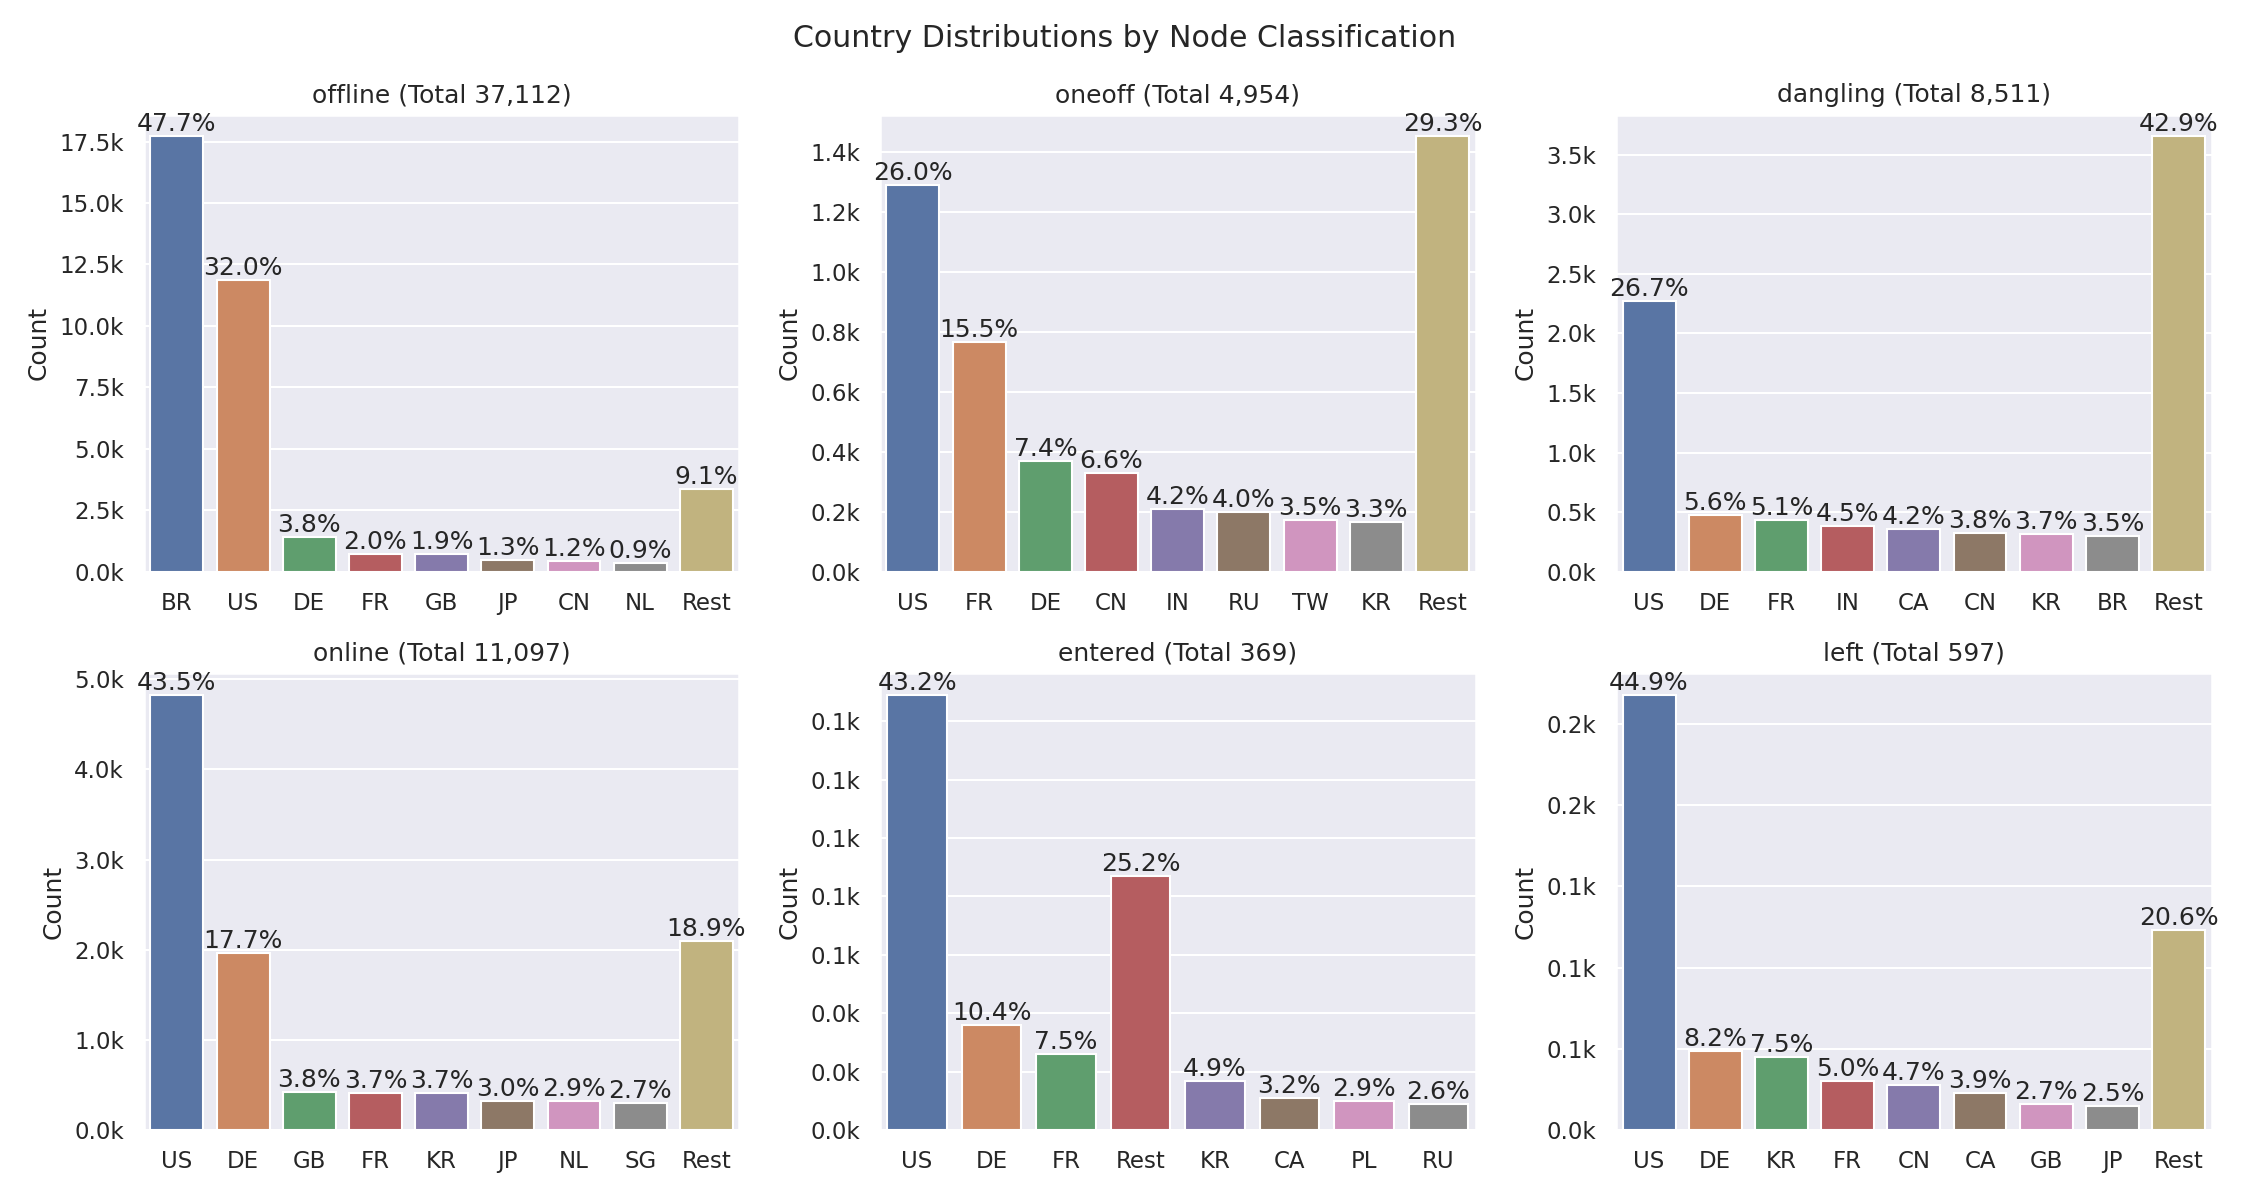 Country Distributions by Node Classification
offline (Total 37,112)
Count
17.5k
15.0k
12.5k
10.0k
7.5k
5.0k
2.5k
0.0k
47.7%
32.0%
3.8%
2.0%
1.9%
1.3%
1.2%
0.9%
9.1%
BR US DE FR GB JP CN NL Rest
oneoff (Total 4,954)
Count
1.4k
1.2k
1.0k
0.8k
0.6k
0.4k
0.2k
0.0k
26.0%
15.5%
7.4%
6.6%
4.2%
4.0%
3.5%
3.3%
29.3%
US FR DE CN IN RU TW KR Rest
dangling (Total 8,511)
Count
3.5k
3.0k
2.5k
2.0k
1.5k
1.0k
0.5k
0.0k
26.7%
5.6%
5.1%
4.5%
4.2%
3.8%
3.7%
3.5%
42.9%
US DE FR IN CA CN KR BR Rest
online (Total 11,097)
Count
5.0k
4.0k
3.0k
2.0k
1.0k
0.0k
43.5%
17.7%
3.8%
3.7%
3.7%
3.0%
2.9%
2.7%
18.9%
US DE GB FR KR JP NL SG Rest
entered (Total 369)
Count
0.1k
0.1k
0.1k
0.1k
0.1k
0.0k
0.0k
0.0k
43.2%
10.4%
7.5%
25.2%
4.9%
3.2%
2.9%
2.6%
US DE FR Rest KR CA PL RU
left (Total 597)
Count
0.2k
0.2k
0.1k
0.1k
0.1k
0.0k
44.9%
8.2%
7.5%
5.0%
4.7%
3.9%
2.7%
2.5%
20.6%
US DE KR FR CN CA GB JP Rest